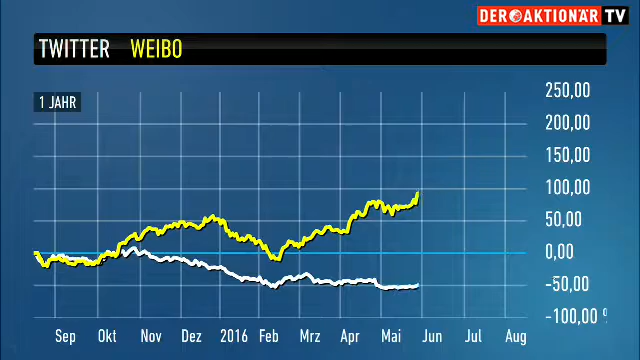 DER AKTIONÄR TV
TWITTER WEIBO
1 JAHR
250,00
200,00
150,00
100,00
50,00
0,00
-50,00
-100,00 %
Sep Okt Nov Dez 2016 Feb Mrz Apr Mai Jun Jul Aug